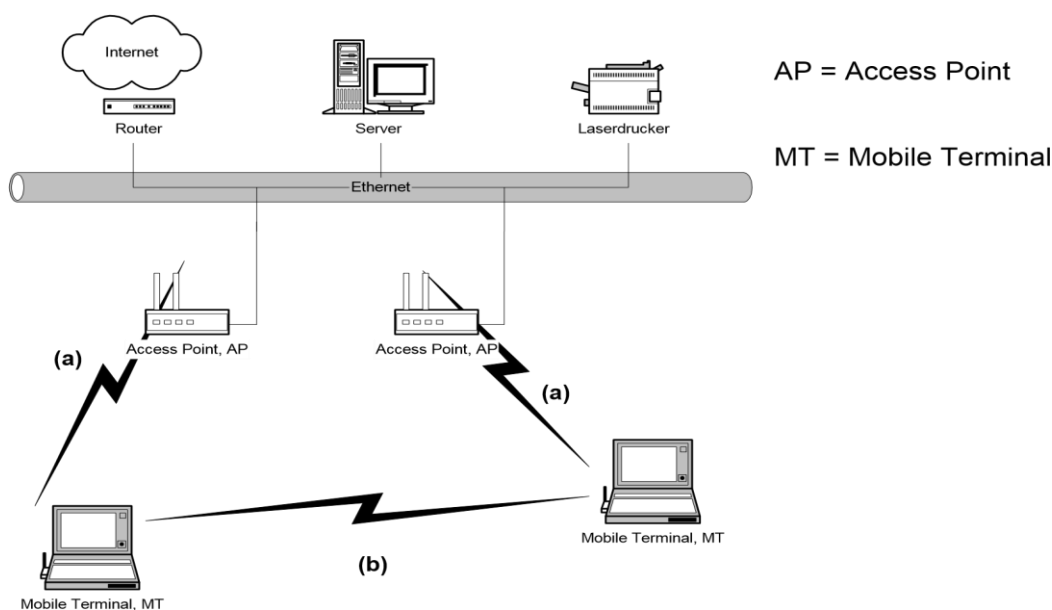 Internet
Router
Server
Laserdrucker
AP = Access Point
MT = Mobile Terminal
Ethernet
Access Point, AP
Access Point, AP
(a)
(a)
Mobile Terminal, MT
(b)
Mobile Terminal, MT